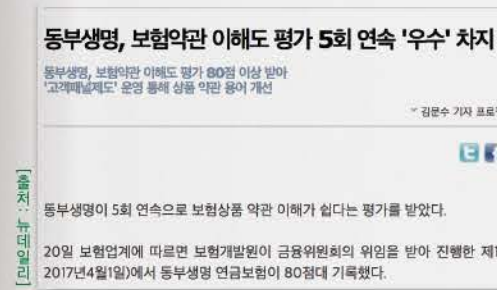 동부생명, 보험약관 이해도 평가 5회 연속 '우수' 차지
동부생명, 보험약관 이해도 평가 80점 이상 받아
'고객패널제도' 운영 통해 상품 약관 용어 개선
김문수 기자 프로
[출처: 뉴데일리]
동부생명이 5회 연속으로 보험상품 약관 이해가 쉽다는 평가를 받았다.
20일 보험업계에 따르면 보험개발원이 금융위원회의 위임을 받아 진행한 제1
2017년4월1일)에서 동부생명 연금보험이 80점대 기록했다.